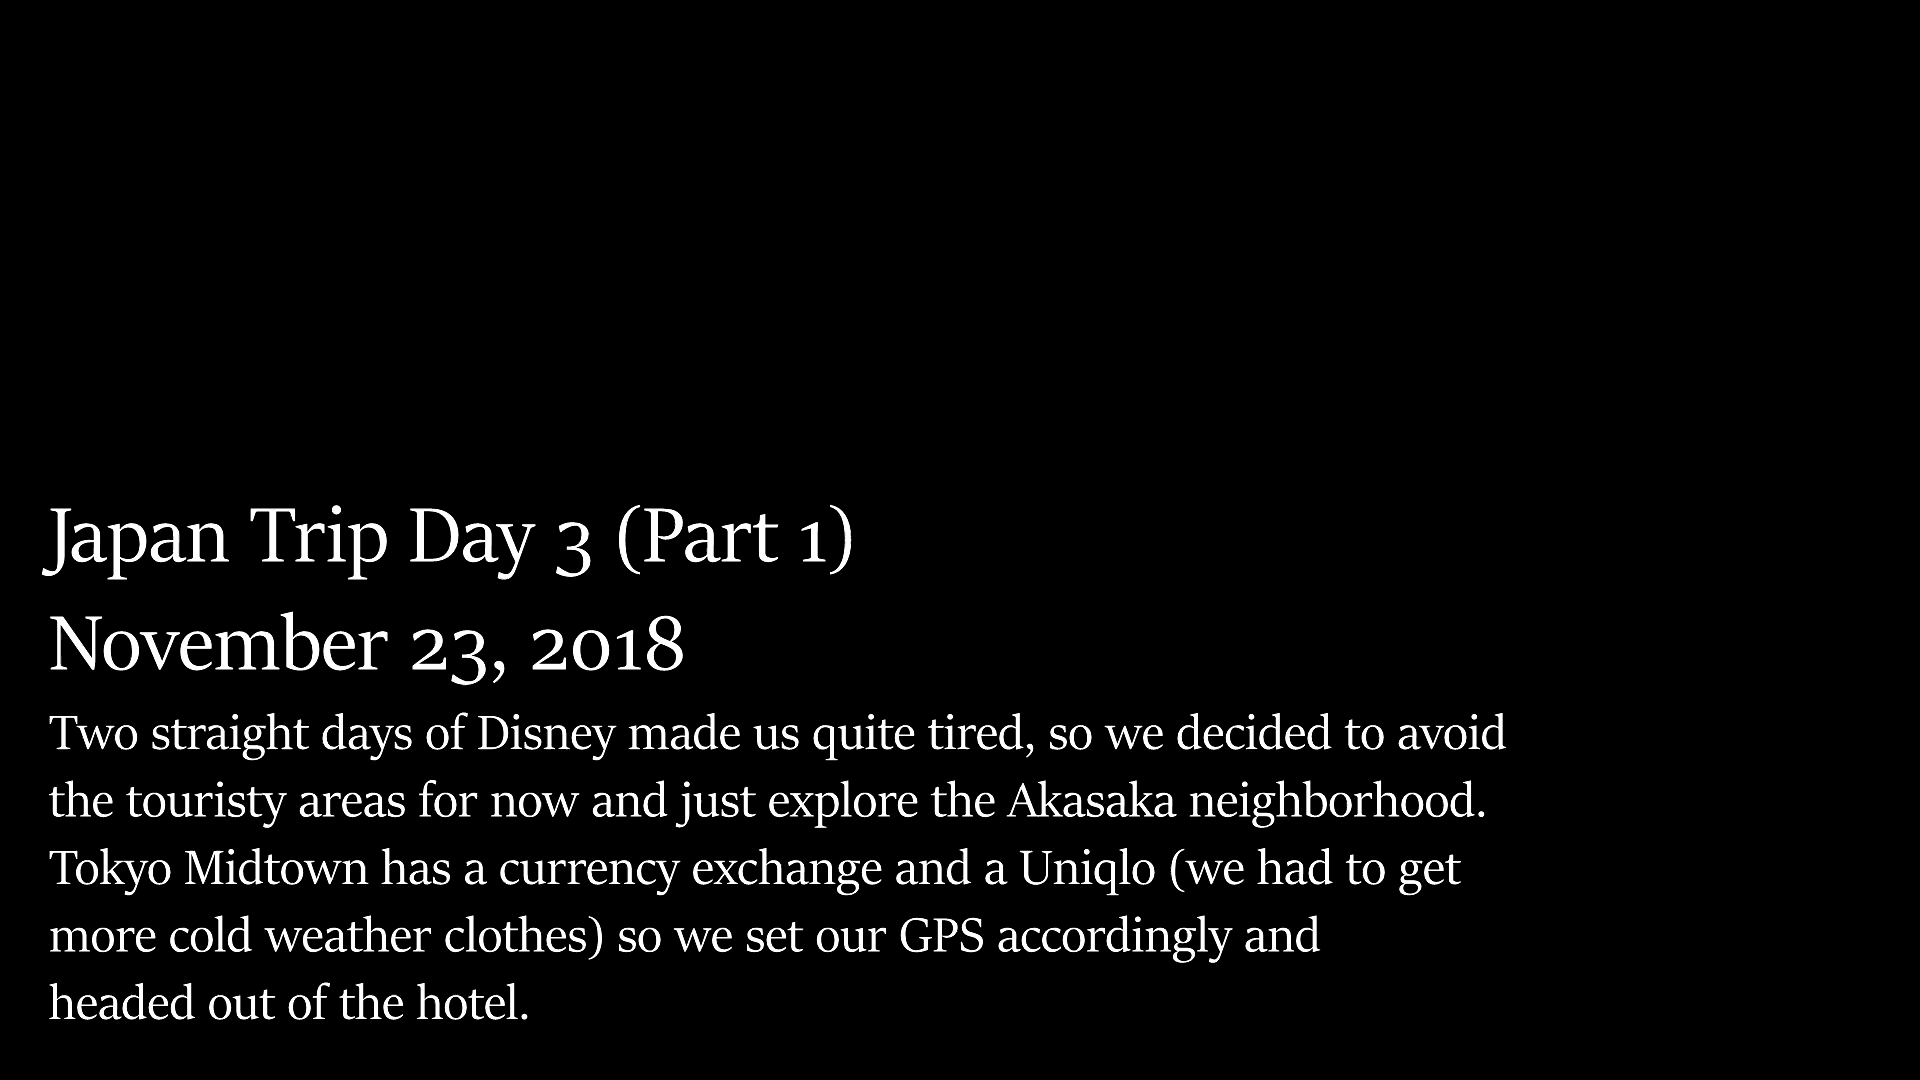 Japan Trip Day 3 (Part 1)
November 23, 2018
Two straight days of Disney made us quite tired, so we decided to avoid
the touristy areas for now and just explore the Akasaka neighborhood.
Tokyo Midtown has a currency exchange and a Uniqlo (we had to get
more cold weather clothes) so we set our GPS accordingly and
headed out of the hotel.